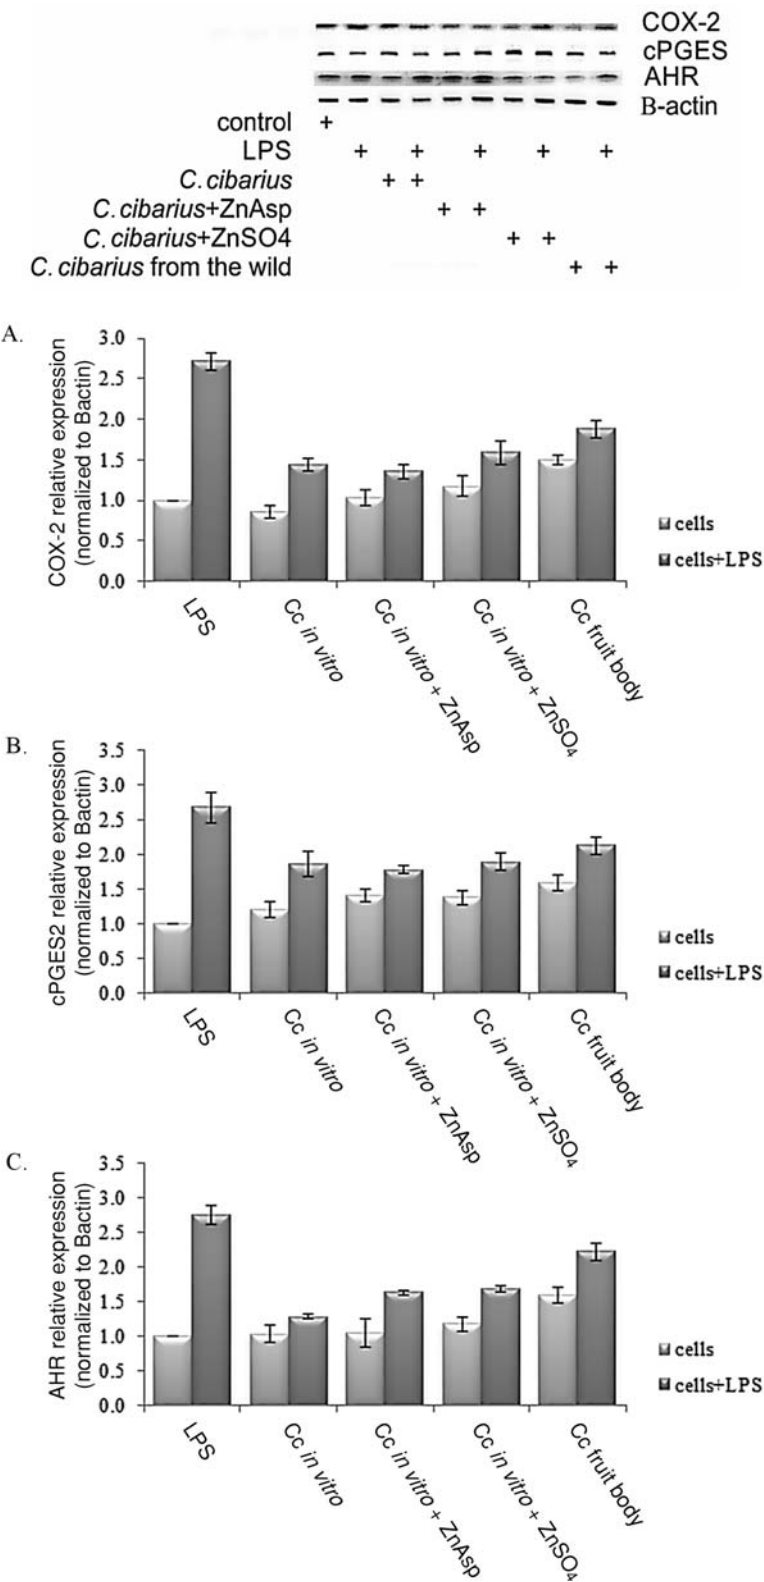 COX-2
cPGES
AHR
B-actin
control +
LPS + + + + +
C. cibarius + +
C. cibarius+ZnAsp + +
C. cibarius+ZnSO4 + +
C. cibarius from the wild + +
A.
COX-2 relative expression
(normalized to Bactin)
3.0
2.5
2.0
1.5
1.0
0.5
0.0
LPS
Cc in vitro
Cc in vitro + ZnAsp
Cc in vitro + ZnSO4
Cc fruit body
cells
cells+LPS
B.
cPGES2 relative expression
(normalized to Bactin)
3.5
3.0
2.5
2.0
1.5
1.0
0.5
0.0
LPS
Cc in vitro
Cc in vitro + ZnAsp
Cc in vitro + ZnSO4
Cc fruit body
cells
cells+LPS
C.
AHR relative expression
(normalized to Bactin)
3.5
3.0
2.5
2.0
1.5
1.0
0.5
0.0
LPS
Cc in vitro
Cc in vitro + ZnAsp
Cc in vitro + ZnSO4
Cc fruit body
cells
cells+LPS